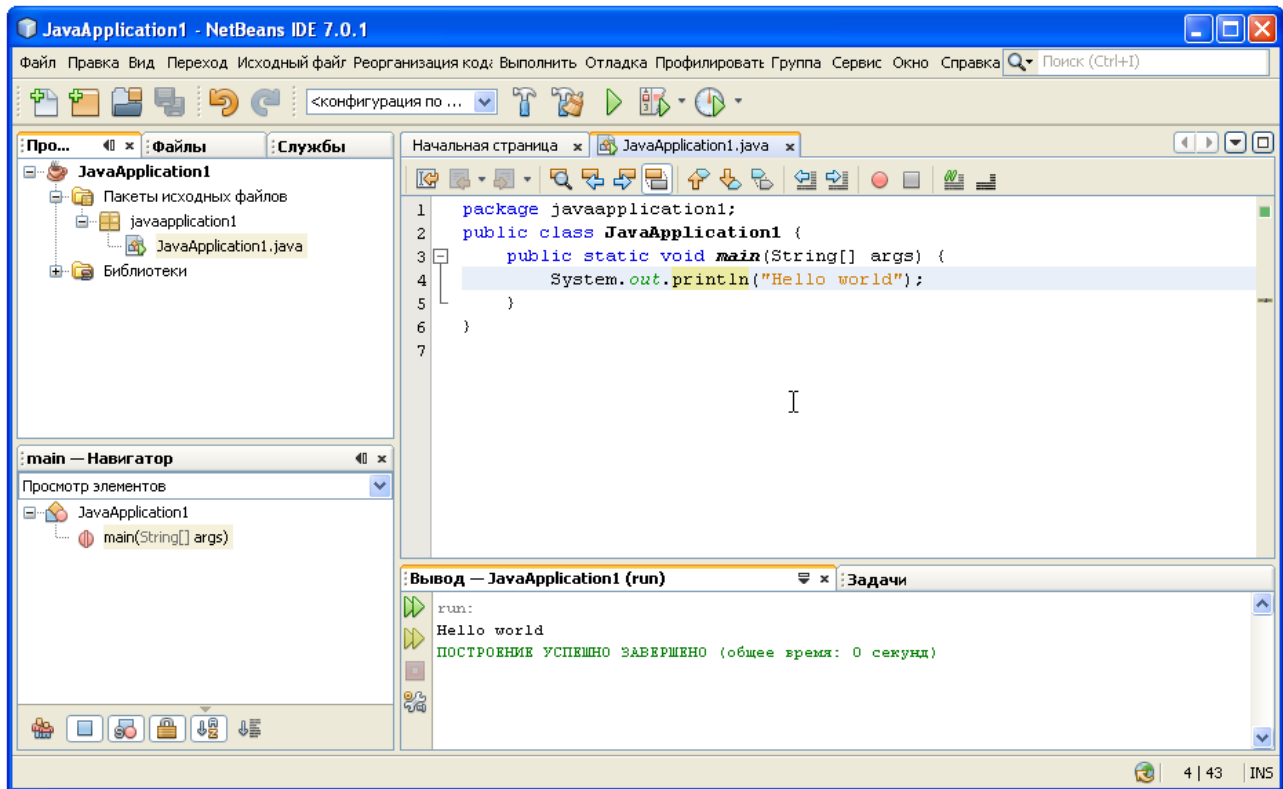 JavaApplication1 - NetBeans IDE 7.0.1
Файл Правка Вид Переход Исходный файг Реорганизация кода Выполнить Отладка Профилировать Группа Сервис Окно Справка Поиск (Ctrl+I)
<конфигурация по ...
Про... Файлы Службы
JavaApplication1
Пакеты исходных файлов
javaapplication1
JavaApplication1.java
Библиотеки
main — Навигатор
Просмотр элементов
JavaApplication1
main(String[] args)
Начальная страница JavaApplication1.java
1 package javaapplication1;
2 public class JavaApplication1 {
3 public static void main(String[] args) {
4 System.out.println("Hello world");
5 }
6 }
7
Вывод — JavaApplication1 (run) Задачи
run:
Hello world
ПОСТРОЕНИЕ УСПЕШНО ЗАВЕРШЕНО (общее время: 0 секунд)
4 | 43 INS